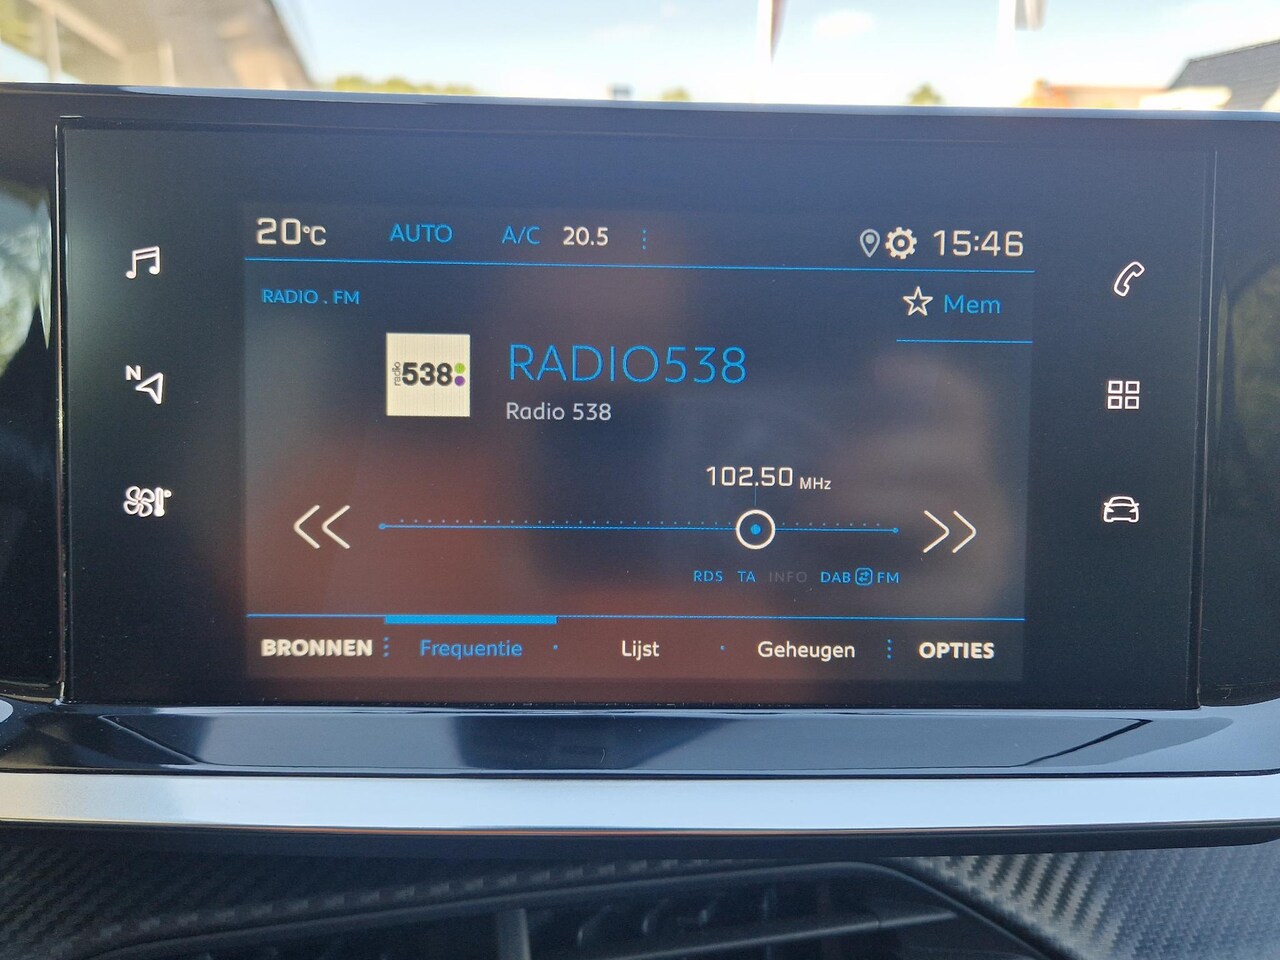 20°C AUTO A/C 20.5 15:46
RADIO . FM
Mem
radio 538
RADIO538
Radio 538
N
102.50 MHz
RDS TA INFO DAB FM
BRONNEN Frequentie Lijst Geheugen OPTIES